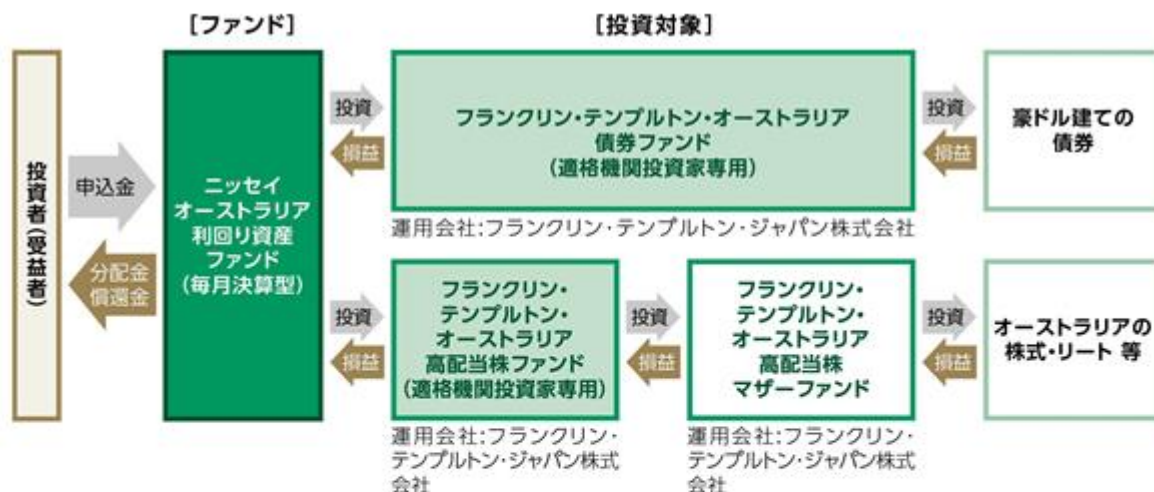 [ファンド]
[投資対象]
投資者(受益者)
申込金
分配金
償還金
ニッセイ
オーストラリア
利回り資産
ファンド
(毎月決算型)
投資
損益
フランクリン・テンプルトン・オーストラリア
債券ファンド
(適格機関投資家専用)
運用会社:フランクリン・テンプルトン・ジャパン株式会社
投資
損益
豪ドル建ての
債券
投資
損益
フランクリン・
テンプルトン・
オーストラリア
高配当株ファンド
(適格機関投資家専用)
運用会社:フランクリン・
テンプルトン・ジャパン株式
会社
投資
損益
フランクリン・
テンプルトン・
オーストラリア
高配当株
マザーファンド
運用会社:フランクリン・
テンプルトン・ジャパン株式
会社
投資
損益
オーストラリアの
株式・リート 等